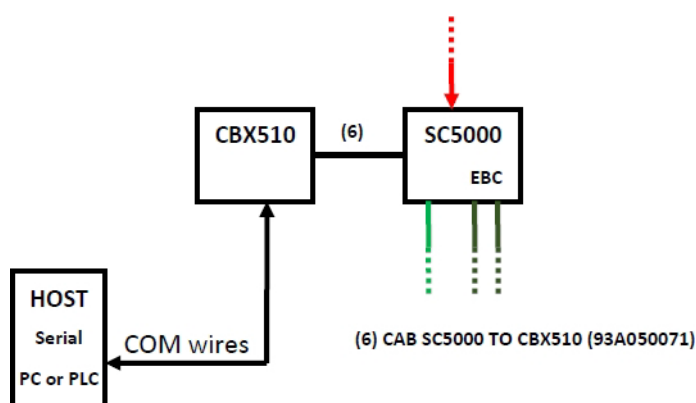 CBX510
(6)
SC5000
EBC
HOST
Serial
PC or PLC
COM wires
(6) CAB SC5000 TO CBX510 (93A050071)